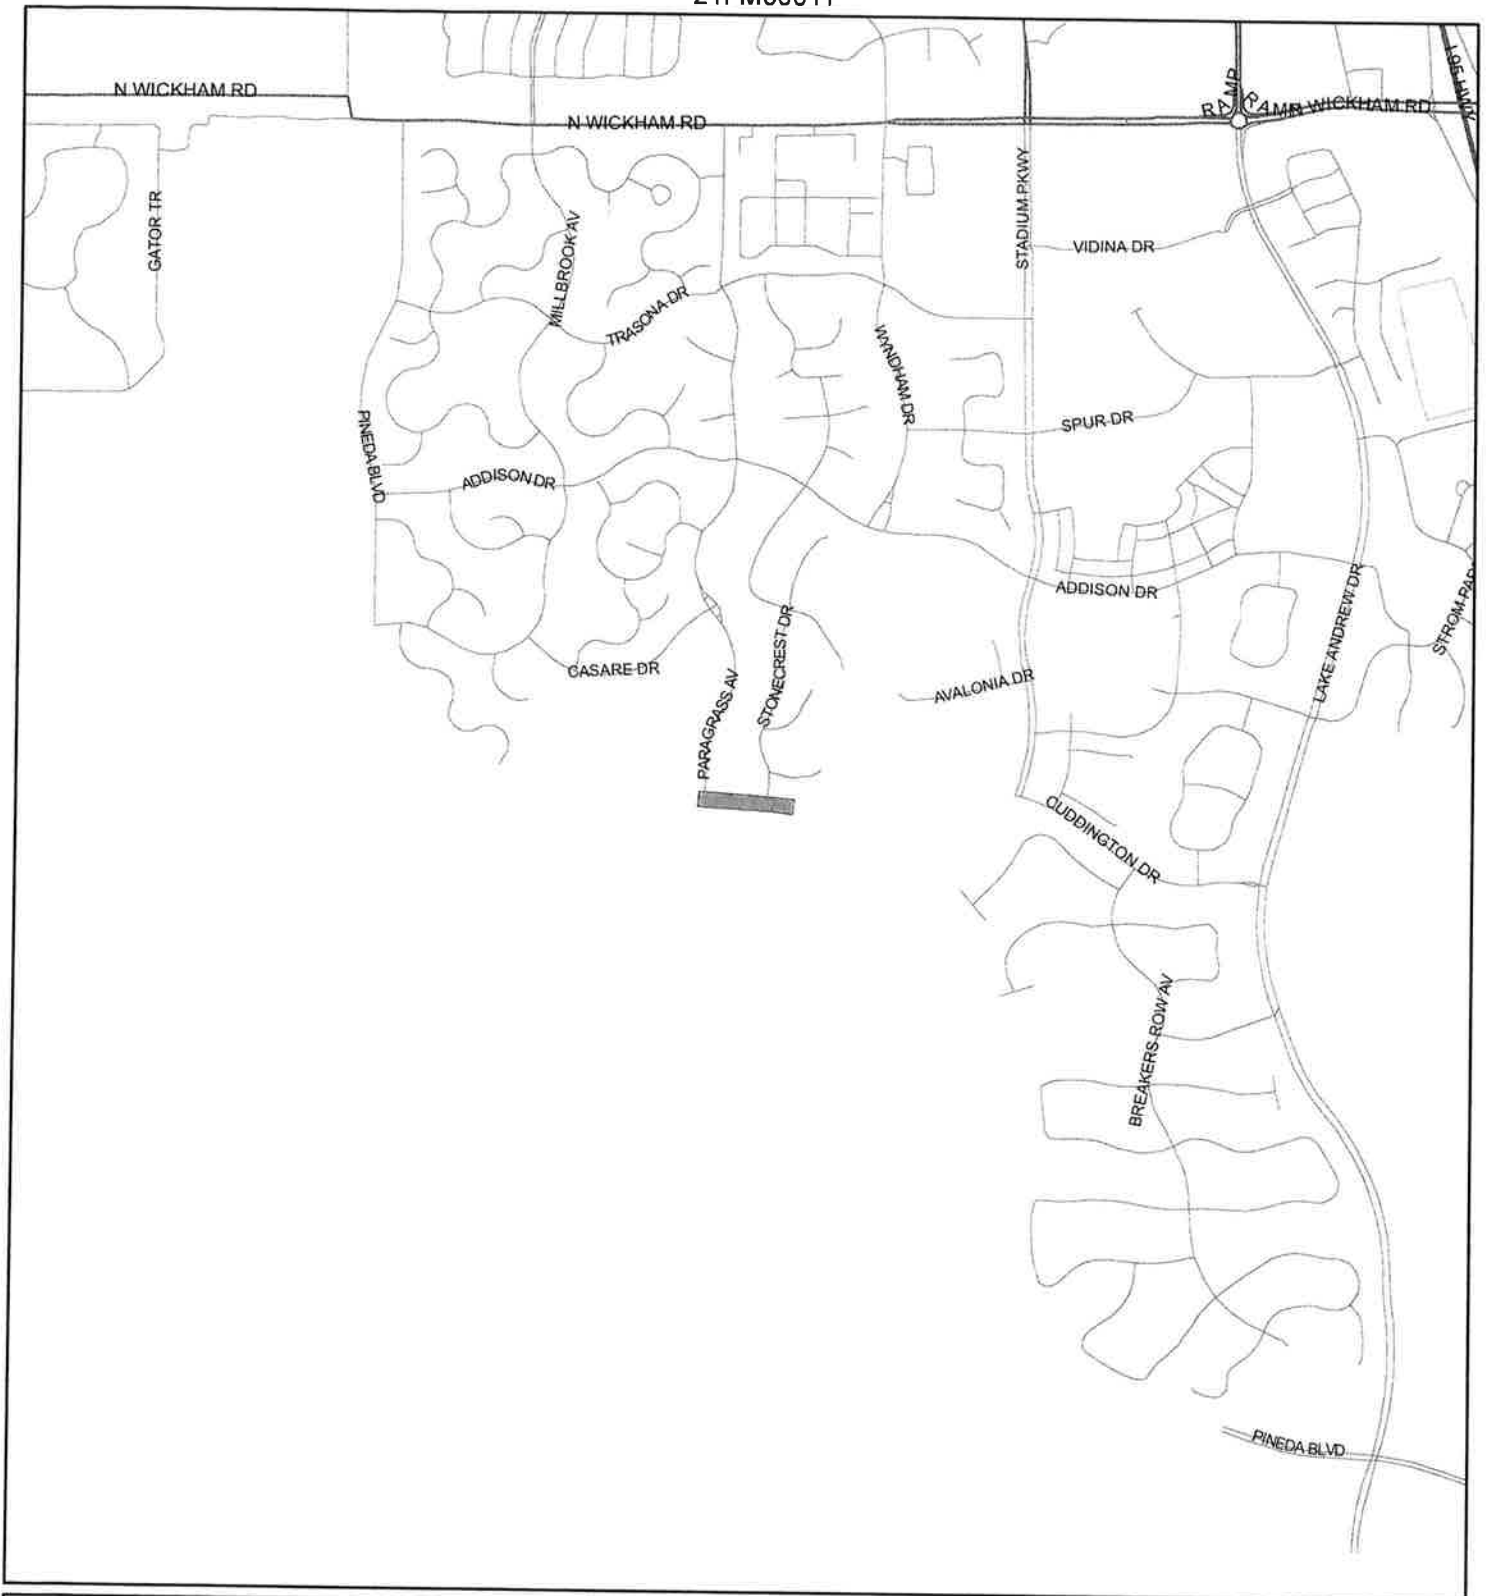 N WICKHAM RD
N WICKHAM RD
RAMP
RAMP
N WICKHAM RD
I 95 HWY
GATOR TR
MILLBROOK AV
TRASONA DR
STADIUM PKWY
VIDINA DR
WYNDHAM DR
SPUR DR
PINEDA BLVD
ADDISON DR
ADDISON DR
LAKE ANDREW DR
STROM PAR
CASARE DR
PARAGRASS AV
STONECREST DR
AVALONIA DR
CUDDINGTON DR
BREAKERS ROW AV
PINEDA BLVD